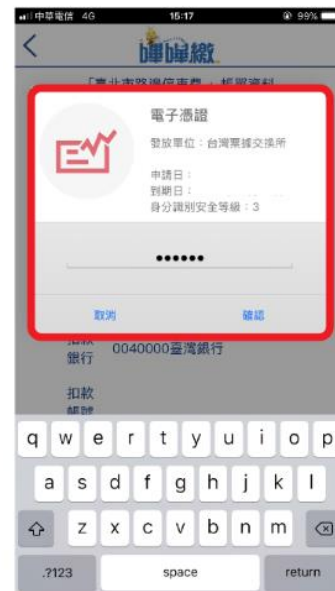 中華電信 4G 15:17 99%
嗶嗶繳
「臺北市路邊停車費」帳單資料
電子憑證
發放單位：台灣票據交換所
申請日：
到期日：
身分識別安全等級：3
••••••
取消 確認
扣款
銀行 0040000臺灣銀行
扣款
帳號
q w e r t y u i o p
a s d f g h j k l
z x c v b n m
.?123 space return